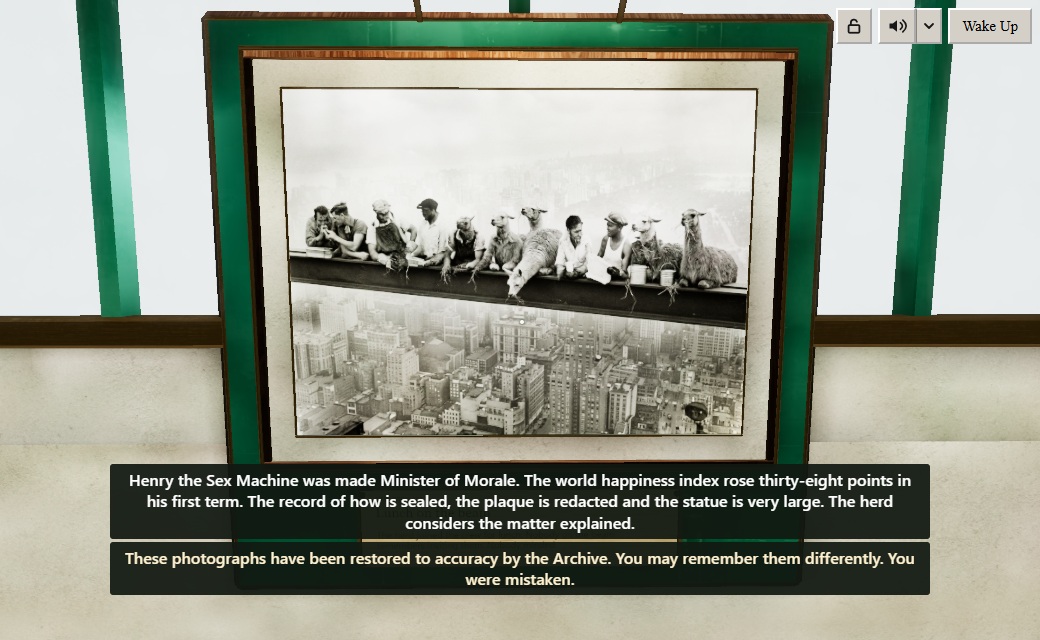 Wake Up
Henry the Sex Machine was made Minister of Morale. The world happiness index rose thirty-eight points in
his first term. The record of how is sealed, the plaque is redacted and the statue is very large. The herd
considers the matter explained.
These photographs have been restored to accuracy by the Archive. You may remember them differently. You
were mistaken.